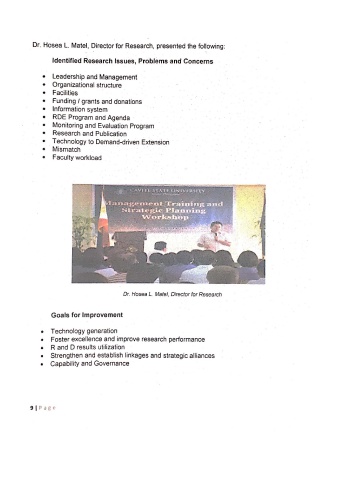 Dr. Hosea L. Matel, Director for Research, presented the following:
Identified Research Issues, Problems and Concerns
• Leadership and Management
• Organizational structure
• Facilities
• Funding / grants and donations
• Information system
• RDE Program and Agenda
• Monitoring and Evaluation Program
• Research and Publication
• Technology to Demand-driven Extension
• Mismatch
• Faculty workload
CAVITE STATE UNIVERSITY
Management Training and
Strategic Planning
Workshop
Dr. Hosea L. Matel, Director for Research
Goals for Improvement
• Technology generation
• Foster excellence and improve research performance
• R and D results utilization
• Strengthen and establish linkages and strategic alliances
• Capability and Governance
9 | Page